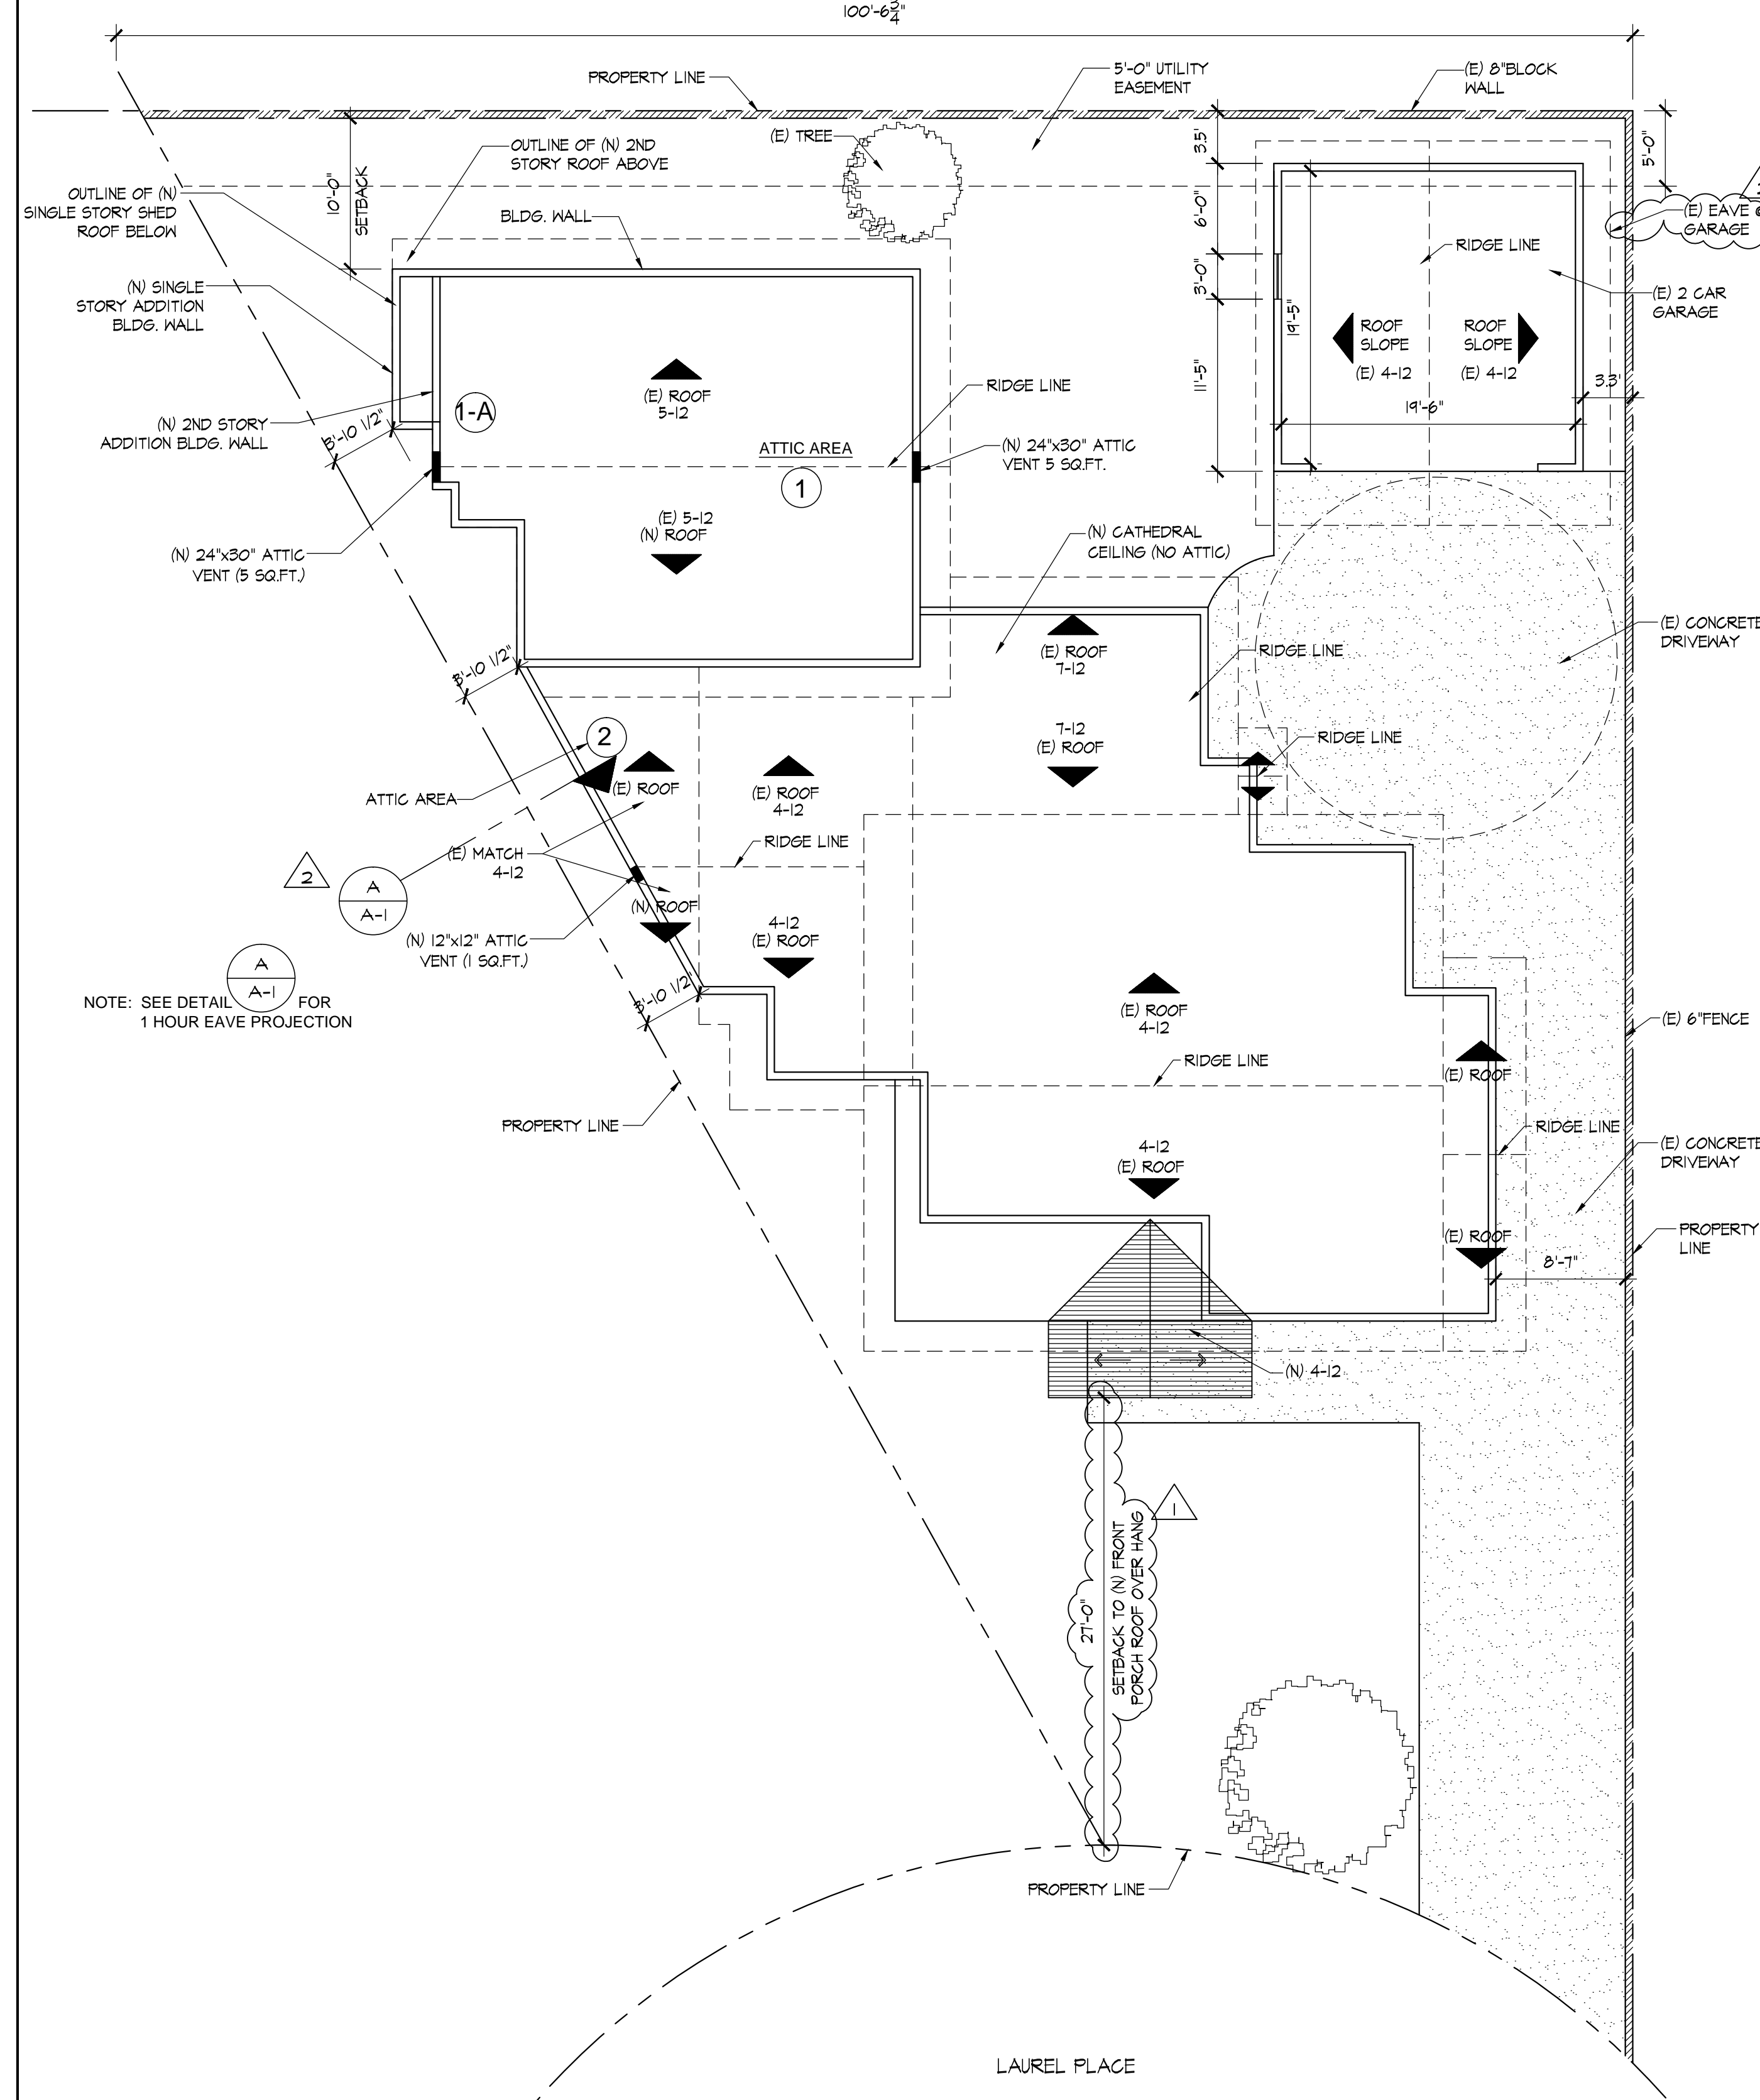 100'-6 3/4"
PROPERTY LINE
5'-0" UTILITY
EASEMENT
(E) 8"BLOCK
WALL
OUTLINE OF (N) 2ND
STORY ROOF ABOVE
(E) TREE
3.5'
5'-0"
OUTLINE OF (N)
SINGLE STORY SHED
ROOF BELOW
10'-0"
SETBACK
BLDG. WALL
6'-0"
(E) EAVE @
GARAGE
RIDGE LINE
(N) SINGLE
STORY ADDITION
BLDG. WALL
3'-0"
(E) 2 CAR
GARAGE
19'-5"
ROOF
SLOPE
(E) 4-12
ROOF
SLOPE
(E) 4-12
11'-5"
3.3'
19'-6"
(E) ROOF
5-12
RIDGE LINE
1-A
(N) 2ND STORY
ADDITION BLDG. WALL
3'-10 1/2"
ATTIC AREA
1
(N) 24"x30" ATTIC
VENT 5 SQ.FT.
(E) 5-12
(N) ROOF
(N) CATHEDRAL
CEILING (NO ATTIC)
(N) 24"x30" ATTIC
VENT (5 SQ.FT.)
(E) CONCRETE
DRIVEWAY
(E) ROOF
7-12
RIDGE LINE
3'-10 1/2"
7-12
(E) ROOF
RIDGE LINE
2
ATTIC AREA
(E) ROOF
(E) ROOF
4-12
RIDGE LINE
(E) MATCH
4-12
2
A
A-1
(N) ROOF
4-12
(E) ROOF
(N) 12"x12" ATTIC
VENT (1 SQ.FT.)
A
A-1
NOTE: SEE DETAIL FOR
1 HOUR EAVE PROJECTION
3'-10 1/2"
(E) ROOF
4-12
(E) 6"FENCE
RIDGE LINE
(E) ROOF
PROPERTY LINE
RIDGE LINE
(E) CONCRETE
DRIVEWAY
4-12
(E) ROOF
(E) ROOF
PROPERTY
LINE
8'-7"
(N) 4-12
1
27'-0"
SETBACK TO (N) FRONT
PORCH ROOF OVER HANG
PROPERTY LINE
LAUREL PLACE